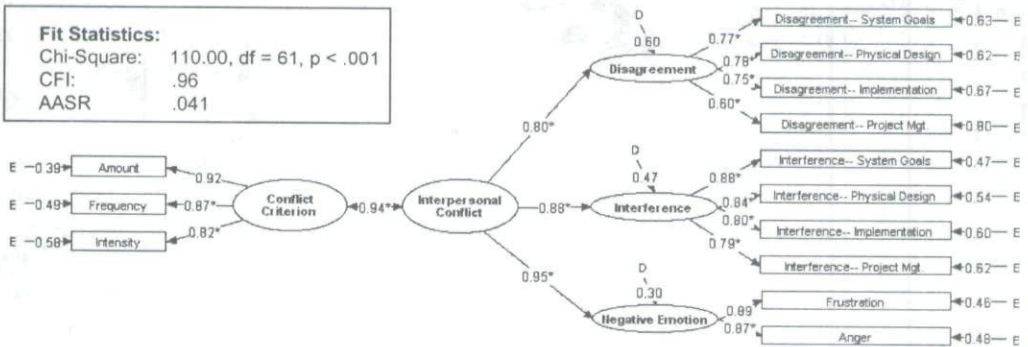 Fit Statistics:
Chi-Square: 110.00, df = 61, p < .001
CFI: .96
AASR .041
E 0.39 Amount 0.92
E 0.49 Frequency 0.87*
E 0.58 Intensity 0.82*
Conflict
Criterion
0.94*
Interpersonal
Conflict
0.80*
0.88*
0.95*
D
0.60
Disagreement
0.77* Disagreement-- System Goals 0.63 E
0.78* Disagreement-- Physical Design 0.62 E
0.75* Disagreement-- Implementation 0.67 E
0.60* Disagreement-- Project Mgt. 0.80 E
D
0.47
Interference
0.88* Interference-- System Goals 0.47 E
0.84* Interference-- Physical Design 0.54 E
0.80* Interference-- Implementation 0.60 E
0.79* Interference-- Project Mgt. 0.62 E
D
0.30
Negative Emotion
0.89 Frustration 0.46 E
0.87* Anger 0.48 E